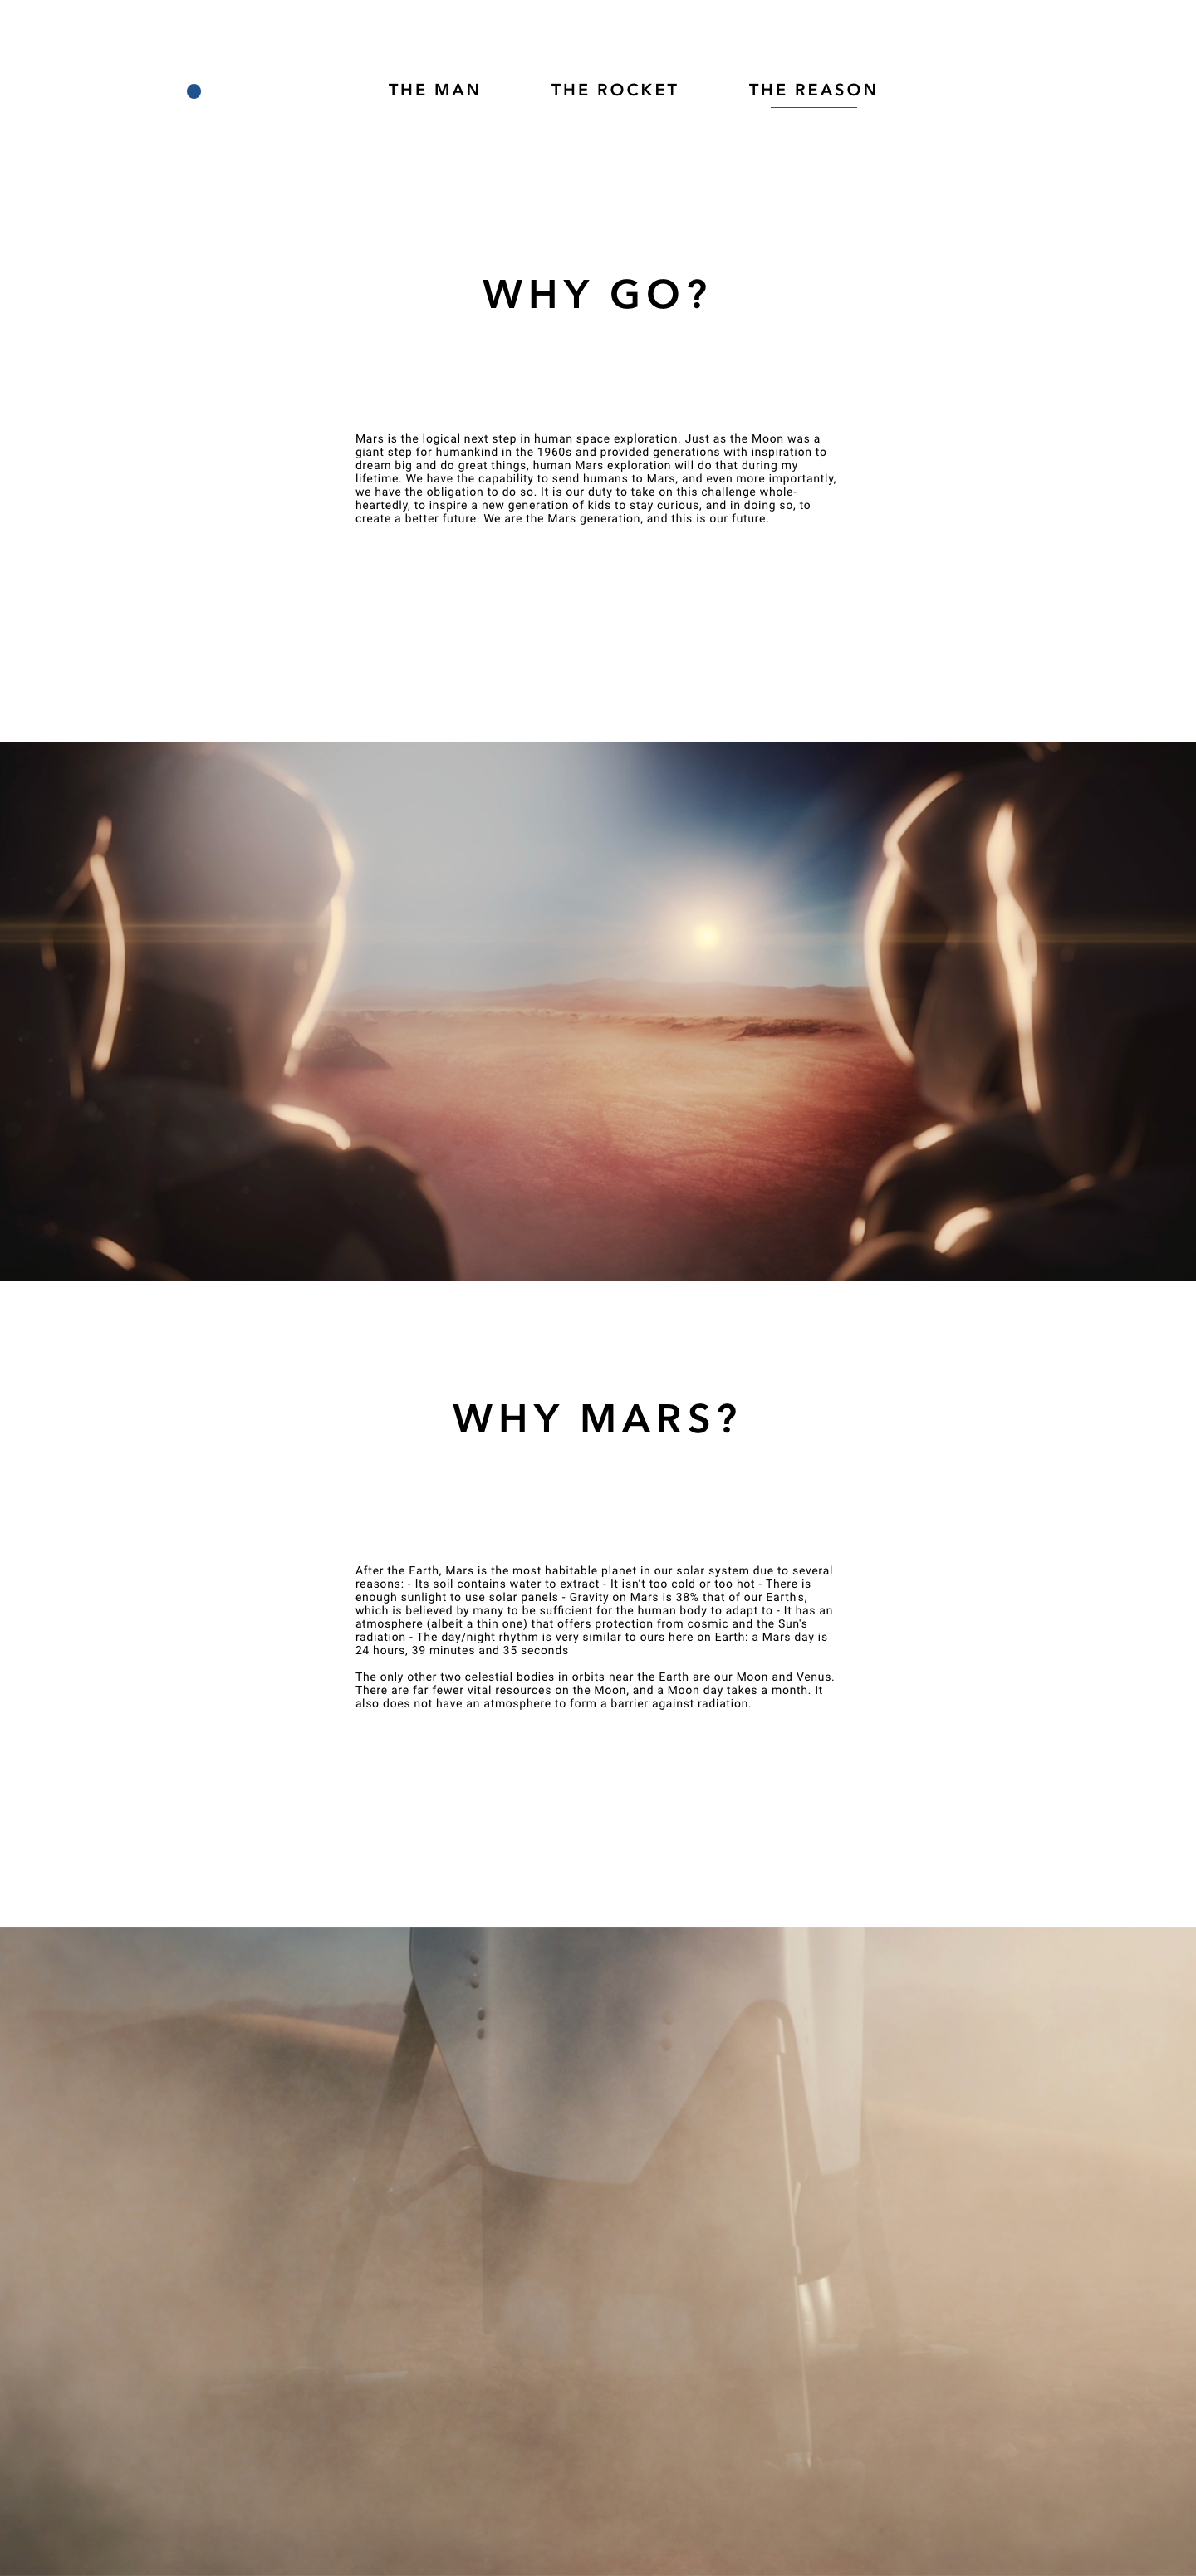 THE MAN THE ROCKET THE REASON
WHY GO?
Mars is the logical next step in human space exploration. Just as the Moon was a
giant step for humankind in the 1960s and provided generations with inspiration to
dream big and do great things, human Mars exploration will do that during my
lifetime. We have the capability to send humans to Mars, and even more importantly,
we have the obligation to do so. It is our duty to take on this challenge whole-
heartedly, to inspire a new generation of kids to stay curious, and in doing so, to
create a better future. We are the Mars generation, and this is our future.
WHY MARS?
After the Earth, Mars is the most habitable planet in our solar system due to several
reasons: - Its soil contains water to extract - It isn’t too cold or too hot - There is
enough sunlight to use solar panels - Gravity on Mars is 38% that of our Earth's,
which is believed by many to be sufficient for the human body to adapt to - It has an
atmosphere (albeit a thin one) that offers protection from cosmic and the Sun's
radiation - The day/night rhythm is very similar to ours here on Earth: a Mars day is
24 hours, 39 minutes and 35 seconds
The only other two celestial bodies in orbits near the Earth are our Moon and Venus.
There are far fewer vital resources on the Moon, and a Moon day takes a month. It
also does not have an atmosphere to form a barrier against radiation.